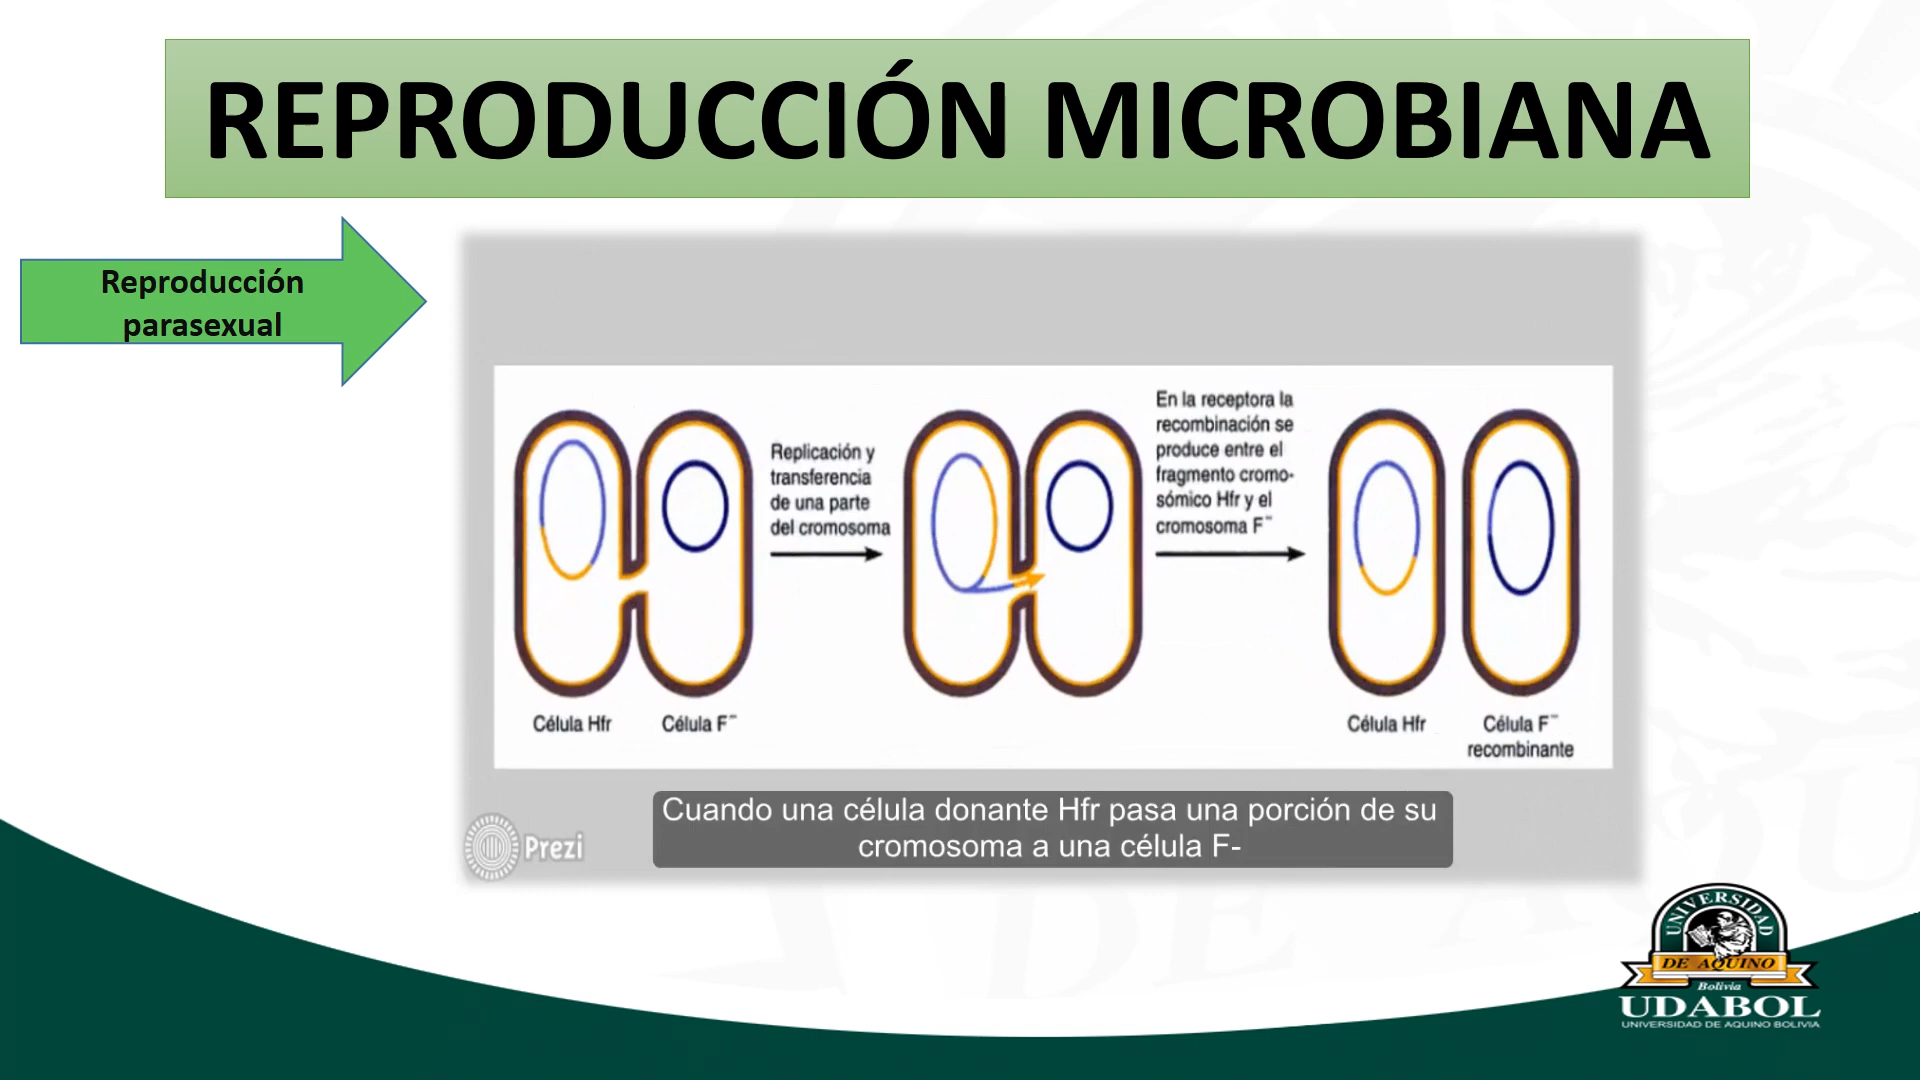 REPRODUCCIÓN MICROBIANA
Reproducción
parasexual
Replicación y
transferencia
de una parte
del cromosoma
En la receptora la
recombinación se
produce entre el
fragmento cromo-
sómico Hfr y el
cromosoma F⁻
Célula Hfr
Célula F⁻
Célula Hfr
Célula F⁻
recombinante
Cuando una célula donante Hfr pasa una porción de su
cromosoma a una célula F-
Prezi
UNIVERSIDAD
DE AQUINO
Bolivia
UDABOL
UNIVERSIDAD DE AQUINO BOLIVIA